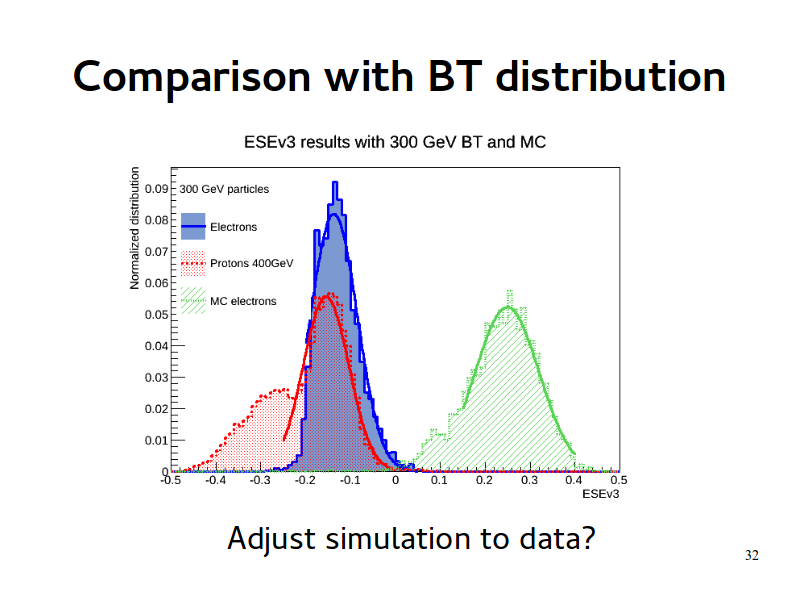 Comparison with BT distribution
ESEv3 results with 300 GeV BT and MC
Normalized distribution
0.09
0.08
0.07
0.06
0.05
0.04
0.03
0.02
0.01
0
300 GeV particles
Electrons
Protons 400GeV
MC electrons
-0.5 -0.4 -0.3 -0.2 -0.1 0 0.1 0.2 0.3 0.4 0.5
ESEv3
Adjust simulation to data?
32